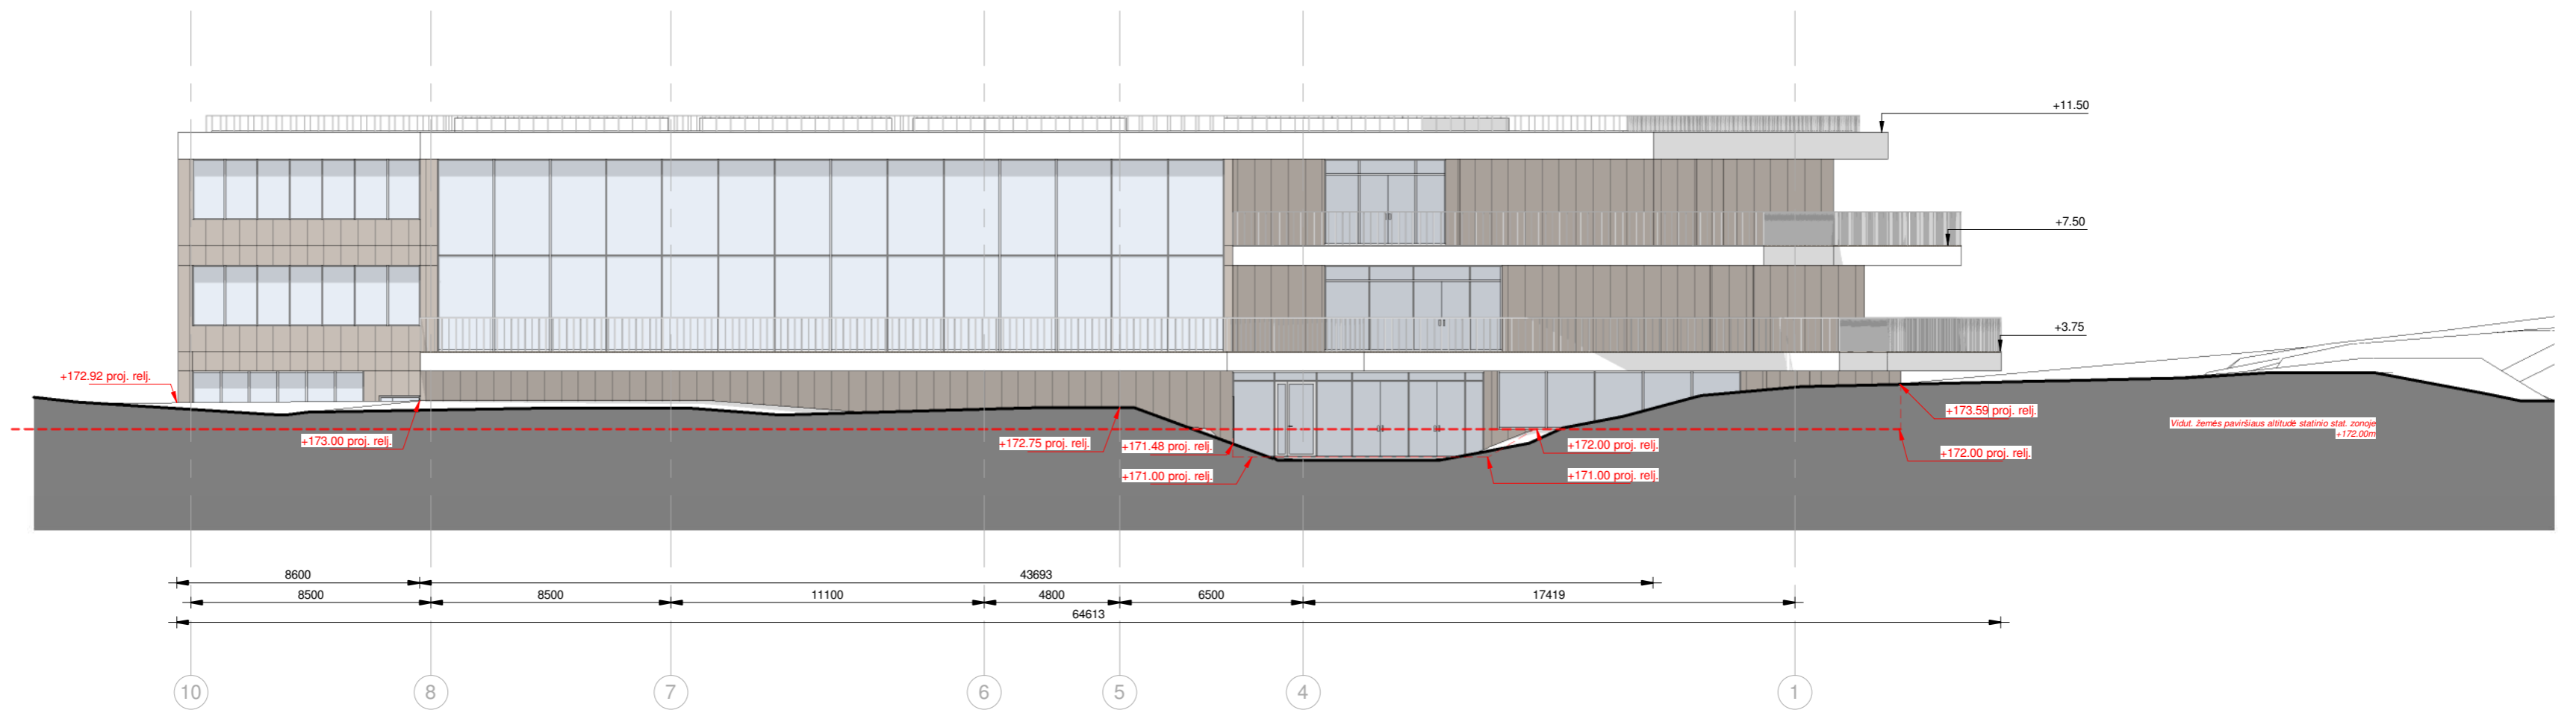 +11.50
+7.50
+3.75
+172.92 proj. relj.
+173.00 proj. relj.
+172.75 proj. relj.
+171.48 proj. relj.
+171.00 proj. relj.
+172.00 proj. relj.
+171.00 proj. relj.
+173.59 proj. relj.
+172.00 proj. relj.
Vidut. žemės paviršiaus altitudė statinio stat. zonoje
+172.00m
8600
43693
8500
8500
11100
4800
6500
17419
64613
10
8
7
6
5
4
1